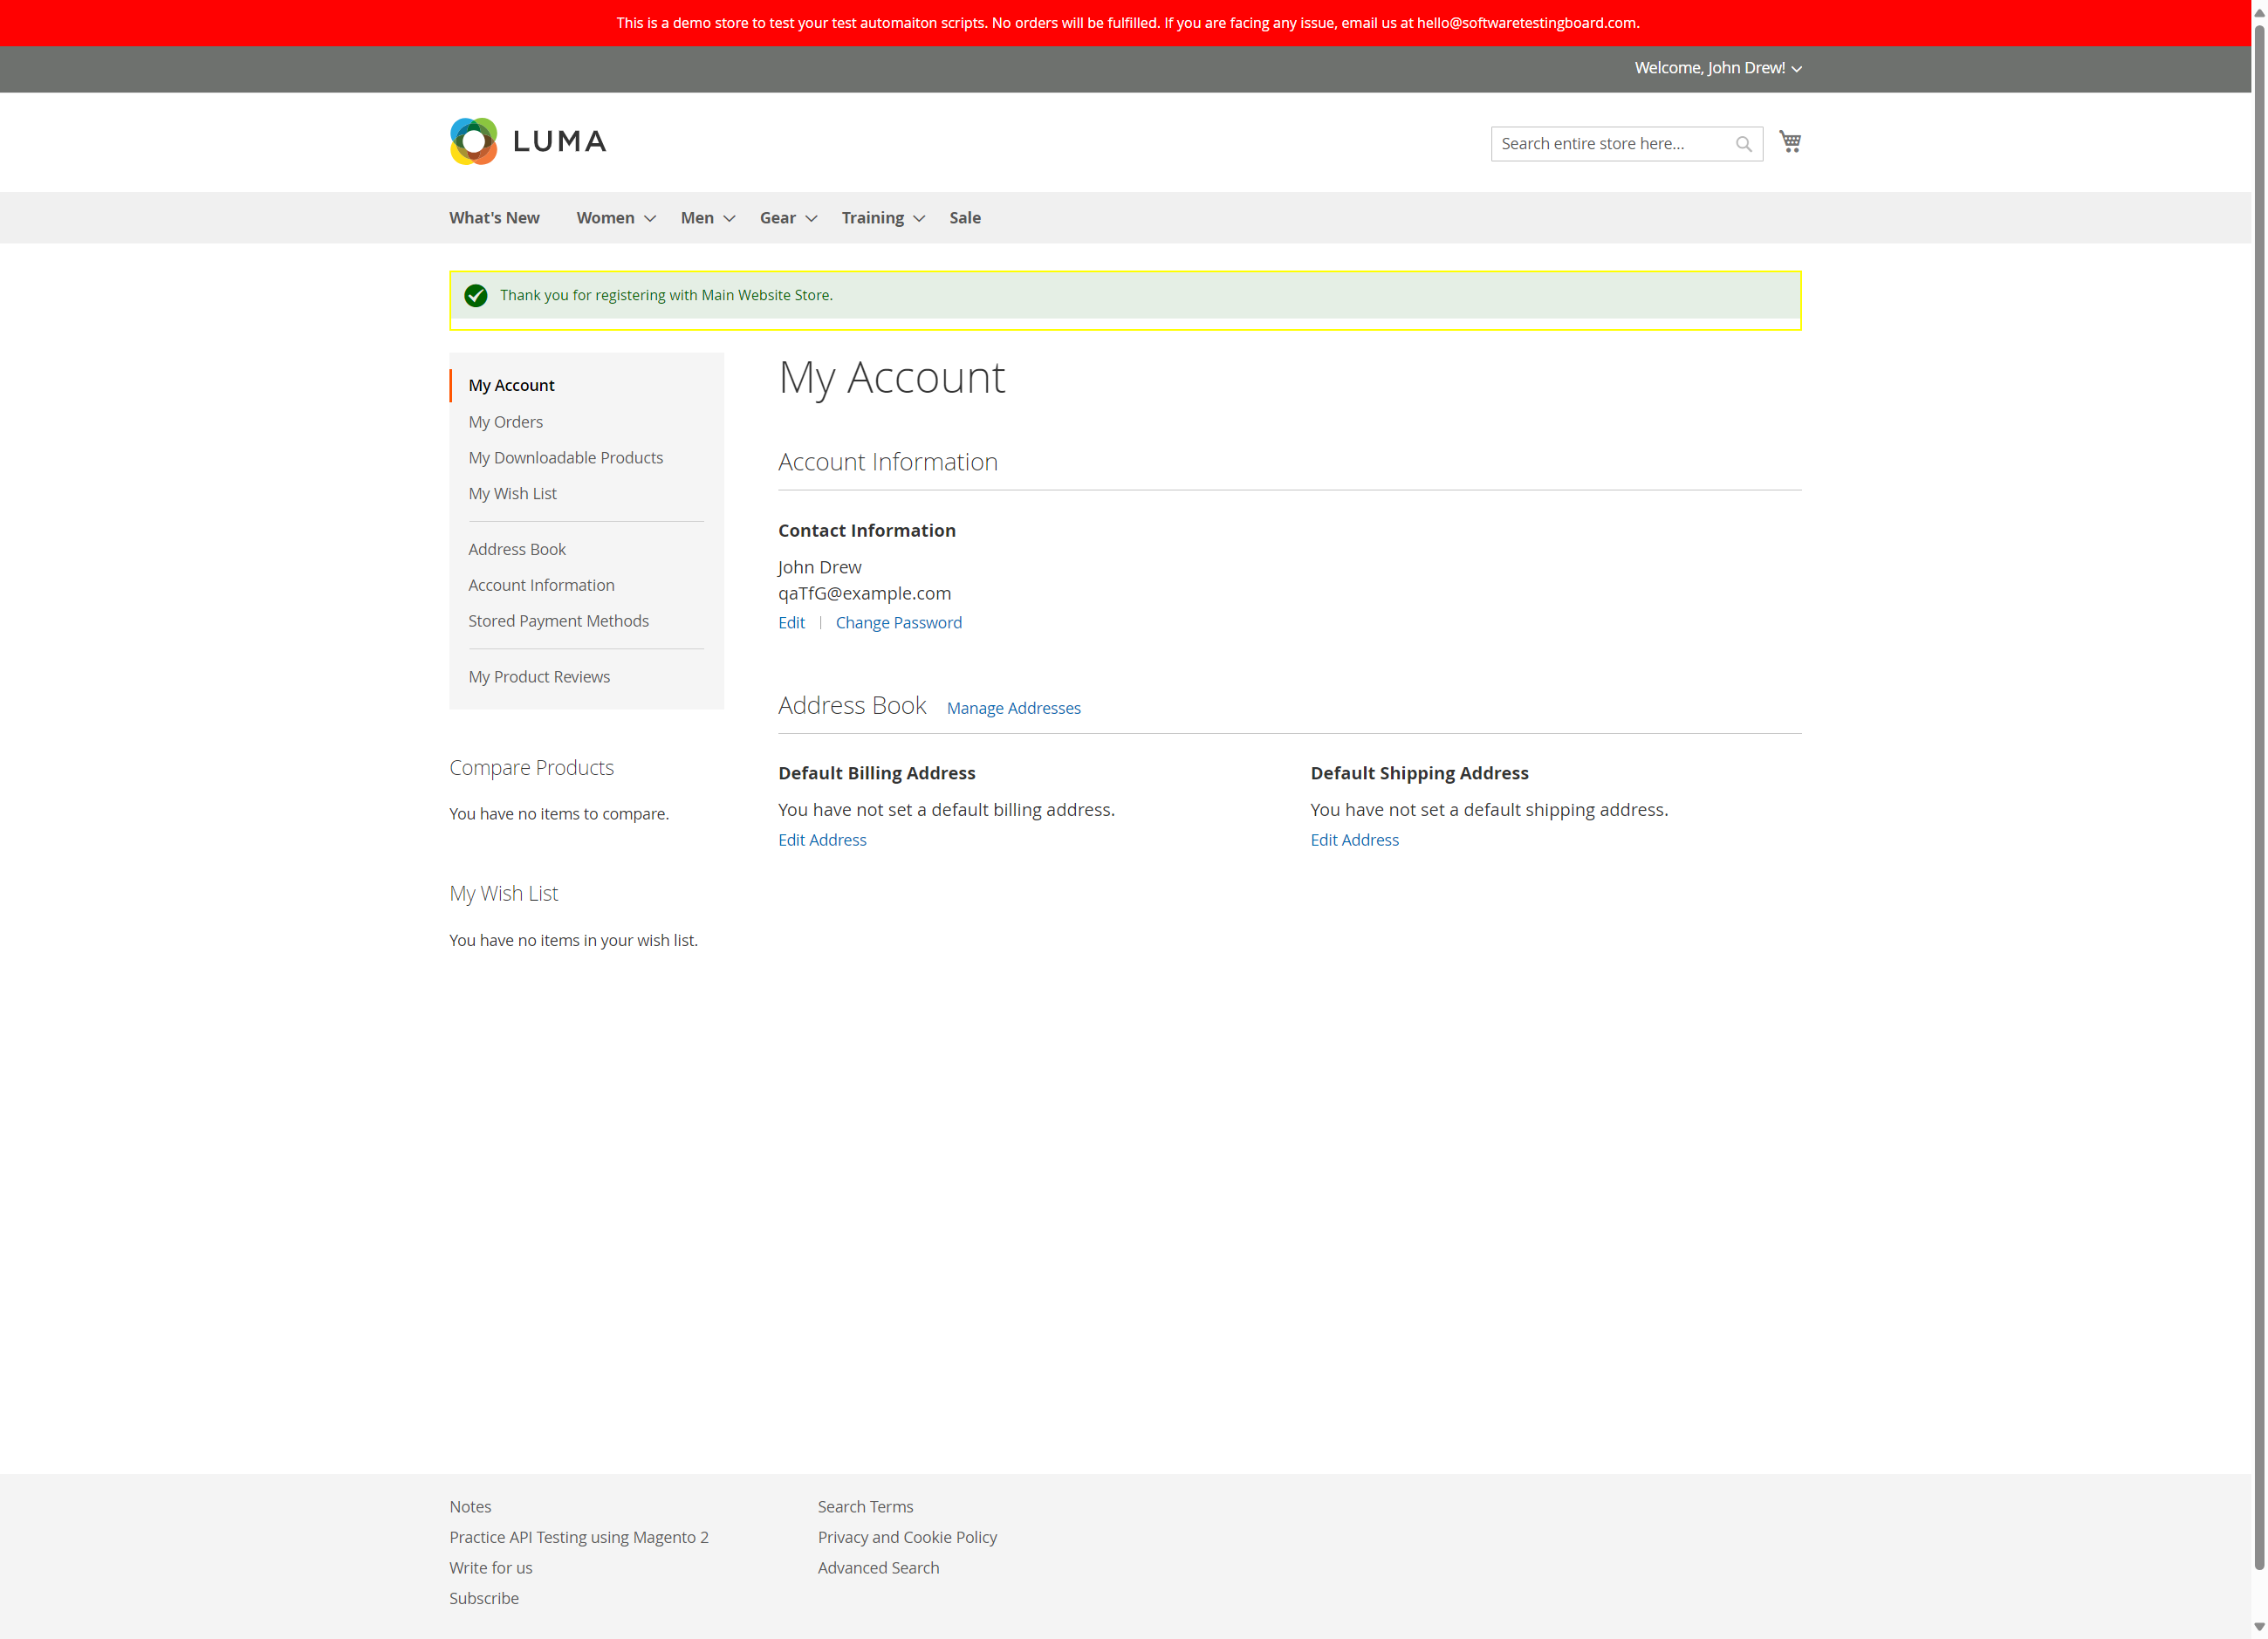 This is a demo store to test your test automaiton scripts. No orders will be fulfilled. If you are facing any issue, email us at hello@softwaretestingboard.com.
Welcome, John Drew!
LUMA
Search entire store here...
What's New Women Men Gear Training Sale
Thank you for registering with Main Website Store.
My Account
My Orders
My Downloadable Products
My Wish List
Address Book
Account Information
Stored Payment Methods
My Product Reviews
Compare Products
You have no items to compare.
My Wish List
You have no items in your wish list.
My Account
Account Information
Contact Information
John Drew
qaTfG@example.com
Edit | Change Password
Address Book Manage Addresses
Default Billing Address
You have not set a default billing address.
Edit Address
Default Shipping Address
You have not set a default shipping address.
Edit Address
Notes
Practice API Testing using Magento 2
Write for us
Subscribe
Search Terms
Privacy and Cookie Policy
Advanced Search